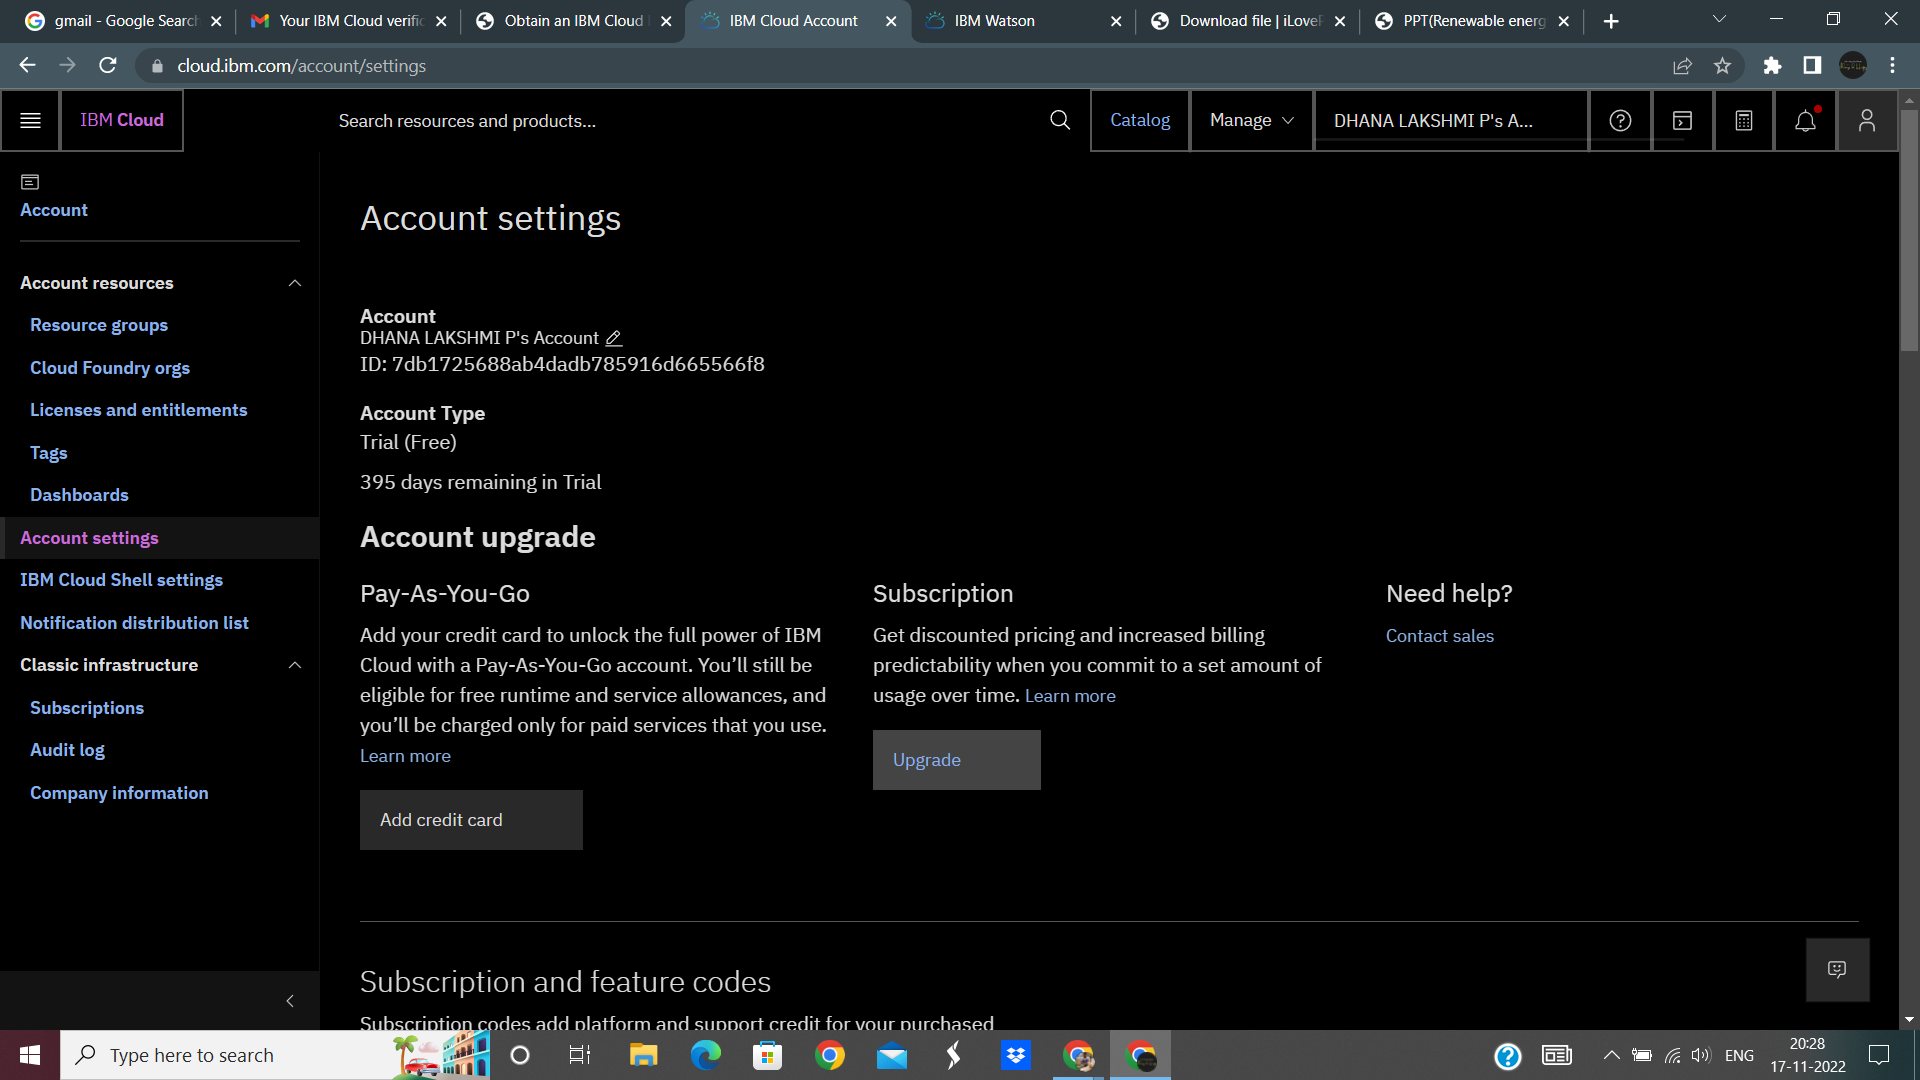 gmail - Google Search
Your IBM Cloud verific
Obtain an IBM Cloud
IBM Cloud Account
IBM Watson
Download file | iLoveP
PPT(Renewable energ
cloud.ibm.com/account/settings
IBM Cloud
Search resources and products...
Catalog
Manage
DHANA LAKSHMI P's A...
Account
Account resources
Resource groups
Cloud Foundry orgs
Licenses and entitlements
Tags
Dashboards
Account settings
IBM Cloud Shell settings
Notification distribution list
Classic infrastructure
Subscriptions
Audit log
Company information
Account settings
Account
DHANA LAKSHMI P's Account
ID: 7db1725688ab4dadb785916d665566f8
Account Type
Trial (Free)
395 days remaining in Trial
Account upgrade
Pay-As-You-Go
Add your credit card to unlock the full power of IBM
Cloud with a Pay-As-You-Go account. You’ll still be
eligible for free runtime and service allowances, and
you’ll be charged only for paid services that you use.
Learn more
Add credit card
Subscription
Get discounted pricing and increased billing
predictability when you commit to a set amount of
usage over time. Learn more
Upgrade
Need help?
Contact sales
Subscription and feature codes
Subscription codes add platform and support credit for your purchased
Type here to search
ENG
20:28
17-11-2022